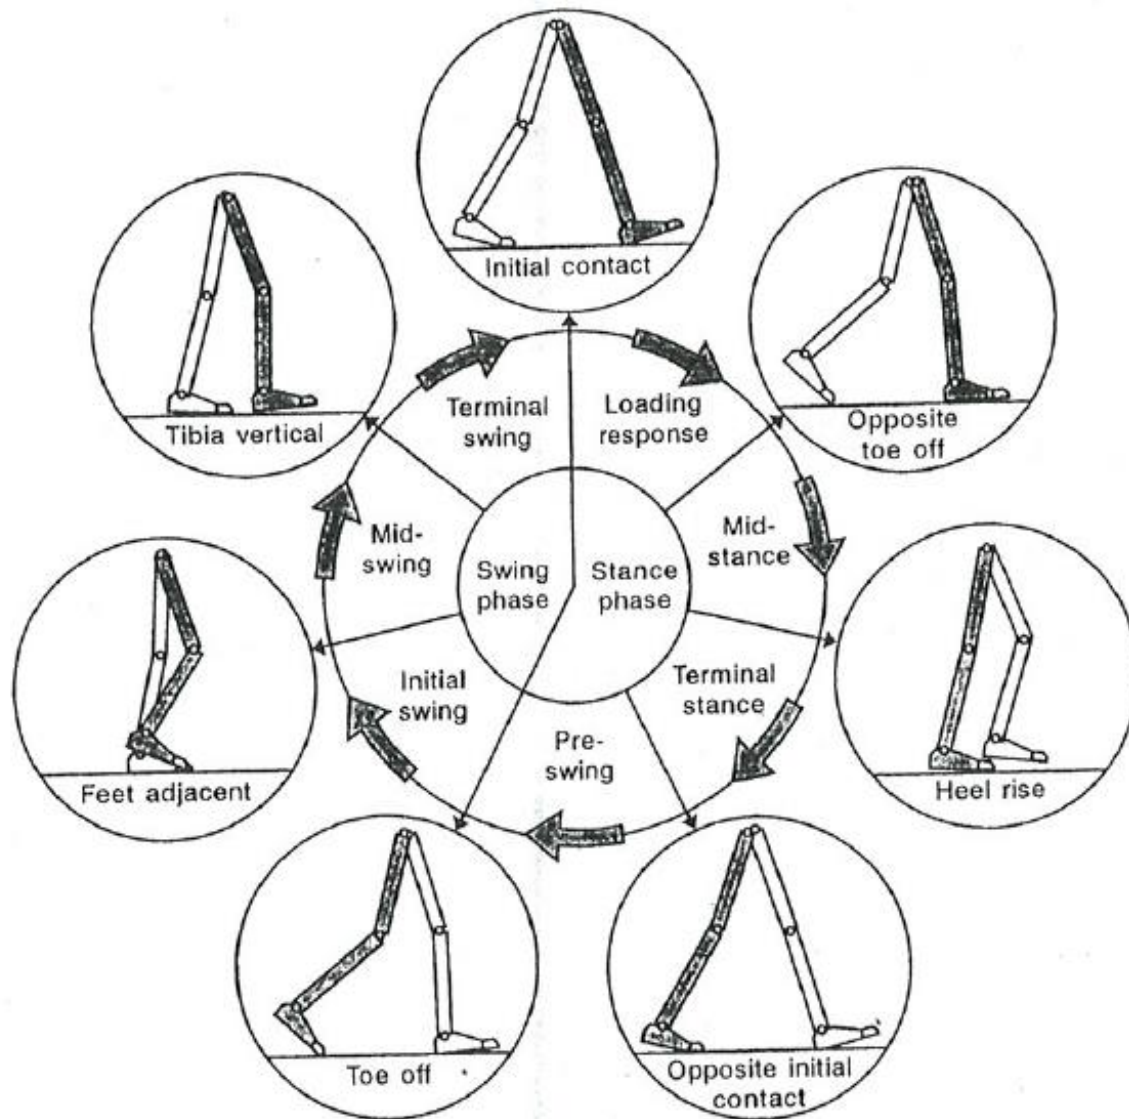 Initial contact
Opposite
toe off
Heel rise
Opposite initial
contact
Toe off
Feet adjacent
Tibia vertical
Loading
response
Mid-
stance
Terminal
stance
Pre-
swing
Initial
swing
Mid-
swing
Terminal
swing
Swing
phase
Stance
phase